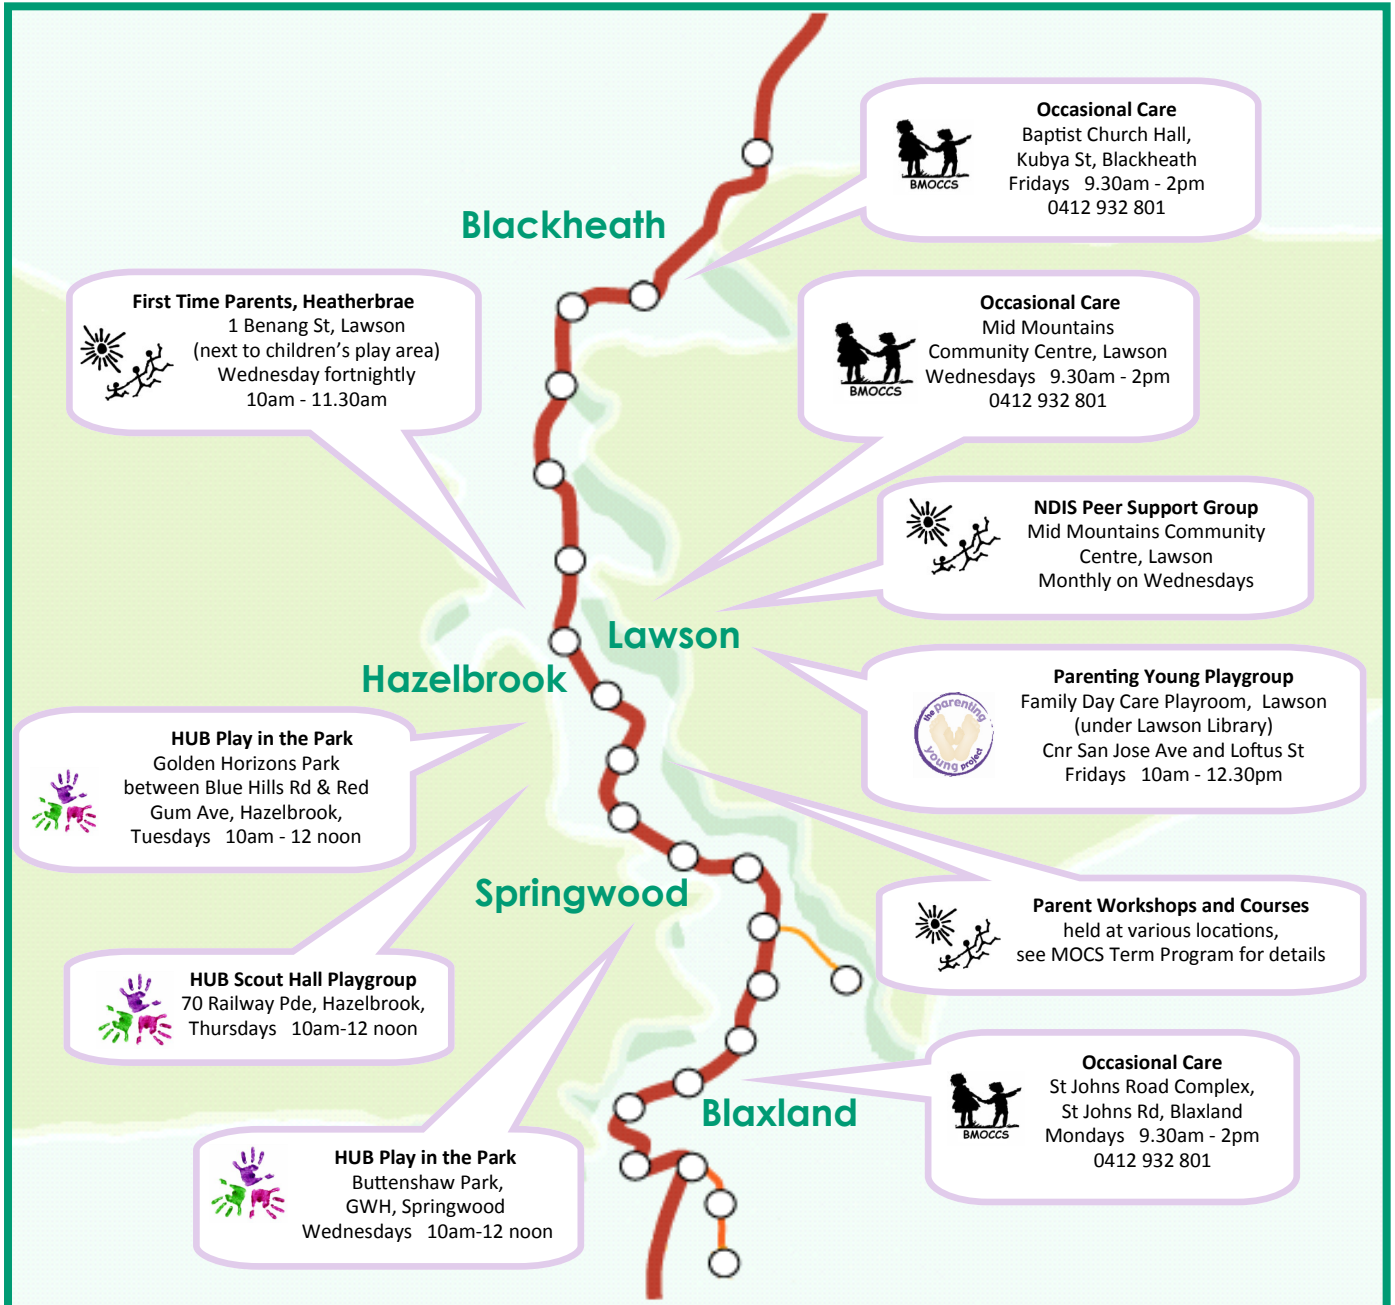 Occasional Care
Baptist Church Hall,
Kubya St, Blackheath
Fridays 9.30am - 2pm
0412 932 801
BMOCCS
Blackheath
First Time Parents, Heatherbrae
1 Benang St, Lawson
(next to children's play area)
Wednesday fortnightly
10am - 11.30am
Occasional Care
Mid Mountains
Community Centre, Lawson
Wednesdays 9.30am - 2pm
0412 932 801
BMOCCS
NDIS Peer Support Group
Mid Mountains Community
Centre, Lawson
Monthly on Wednesdays
Lawson
Hazelbrook
Parenting Young Playgroup
Family Day Care Playroom, Lawson
(under Lawson Library)
Cnr San Jose Ave and Loftus St
Fridays 10am - 12.30pm
the parenting
young project
HUB Play in the Park
Golden Horizons Park
between Blue Hills Rd & Red
Gum Ave, Hazelbrook,
Tuesdays 10am - 12 noon
Springwood
Parent Workshops and Courses
held at various locations,
see MOCS Term Program for details
HUB Scout Hall Playgroup
70 Railway Pde, Hazelbrook,
Thursdays 10am-12 noon
Occasional Care
St Johns Road Complex,
St Johns Rd, Blaxland
Mondays 9.30am - 2pm
0412 932 801
BMOCCS
Blaxland
HUB Play in the Park
Buttenshaw Park,
GWH, Springwood
Wednesdays 10am-12 noon